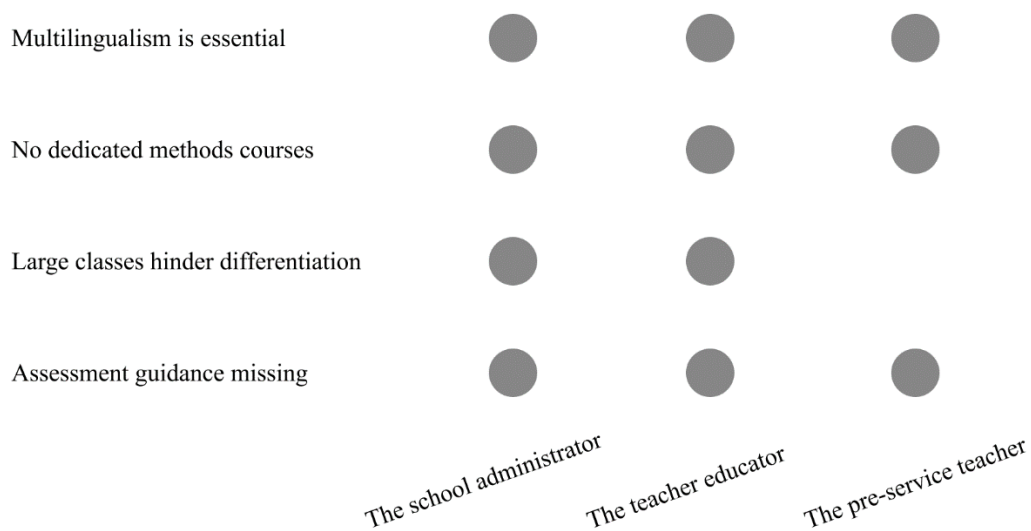 Multilingualism is essential
No dedicated methods courses
Large classes hinder differentiation
Assessment guidance missing
The school administrator
The teacher educator
The pre-service teacher